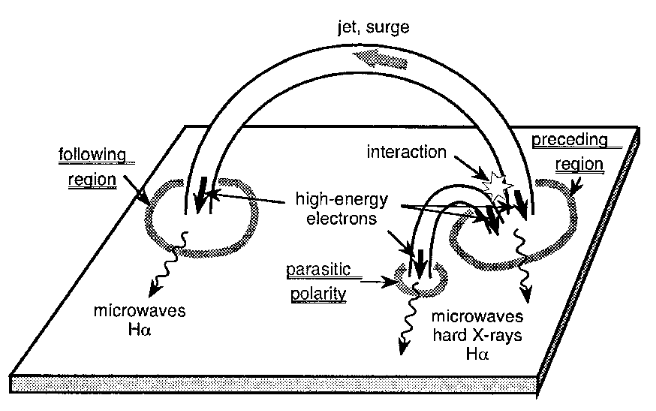 jet, surge
following
region
interaction
preceding
region
high-energy
electrons
parasitic
polarity
microwaves
Hα
microwaves
hard X-rays
Hα